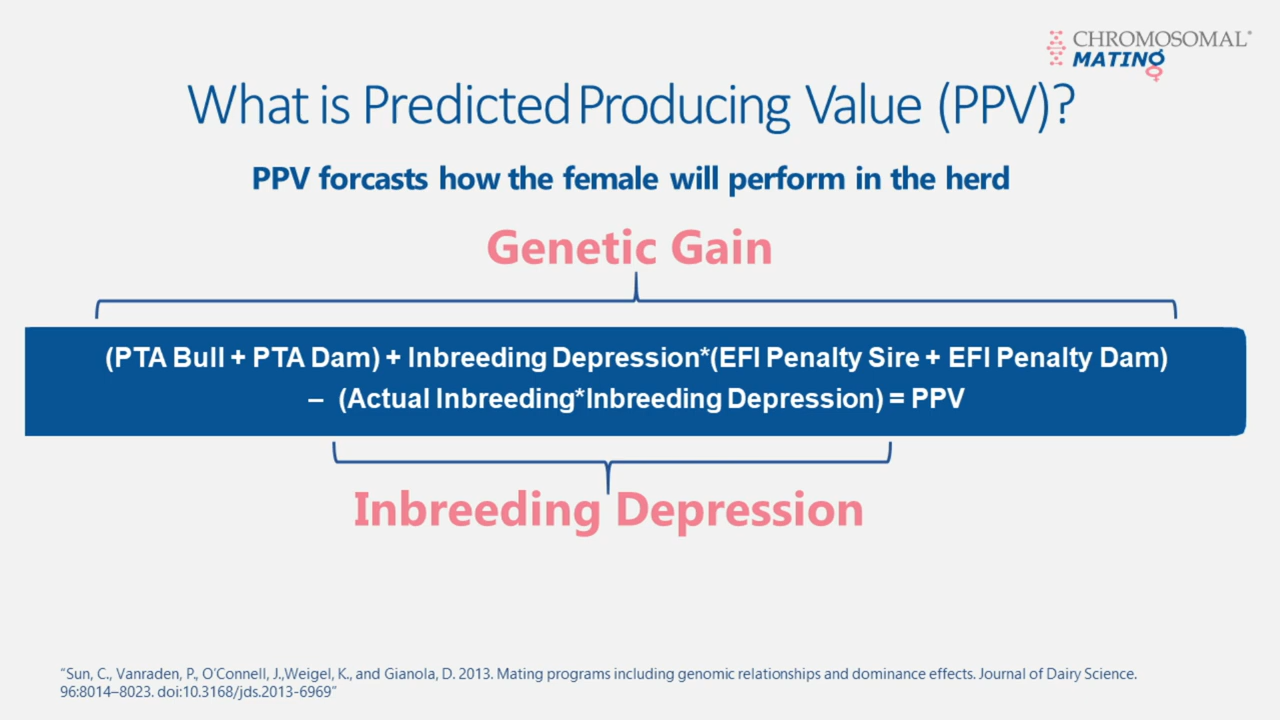 CHROMOSOMAL®
MATING
What is Predicted Producing Value (PPV)?
PPV forcasts how the female will perform in the herd
Genetic Gain
(PTA Bull + PTA Dam) + Inbreeding Depression*(EFI Penalty Sire + EFI Penalty Dam)
– (Actual Inbreeding*Inbreeding Depression) = PPV
Inbreeding Depression
“Sun, C., Vanraden, P., O’Connell, J.,Weigel, K., and Gianola, D. 2013. Mating programs including genomic relationships and dominance effects. Journal of Dairy Science.
96:8014–8023. doi:10.3168/jds.2013-6969”